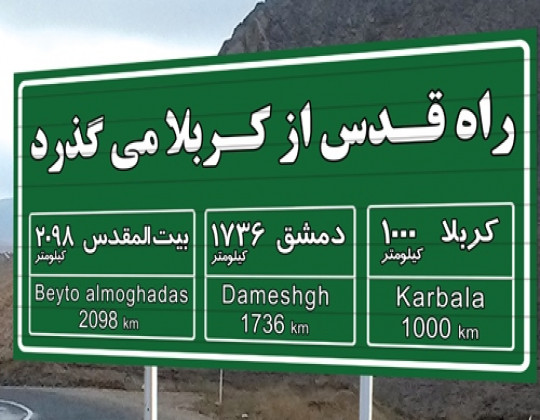 راه قدس از کربلا می گذرد
کربلا ۱۰۰۰
کیلومتر
Karbala
1000 km
دمشق ۱۷۳۶
کیلومتر
Dameshgh
1736 km
بیت المقدس ۲۰۹۸
کیلومتر
Beyto almoghadas
2098 km